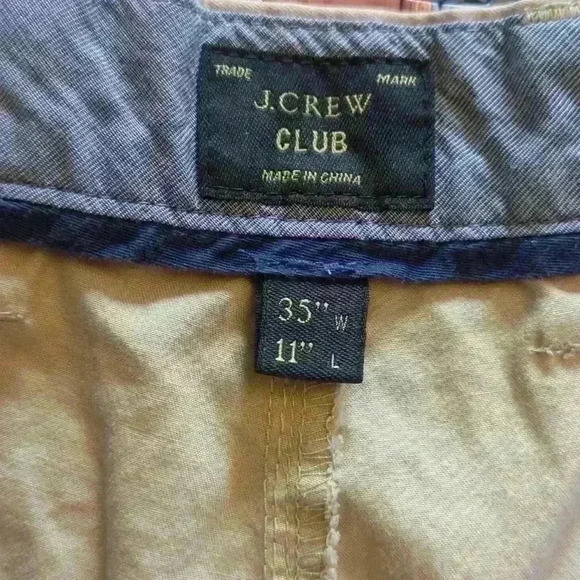 TRADE MARK
J.CREW
CLUB
MADE IN CHINA
35" W
11" L